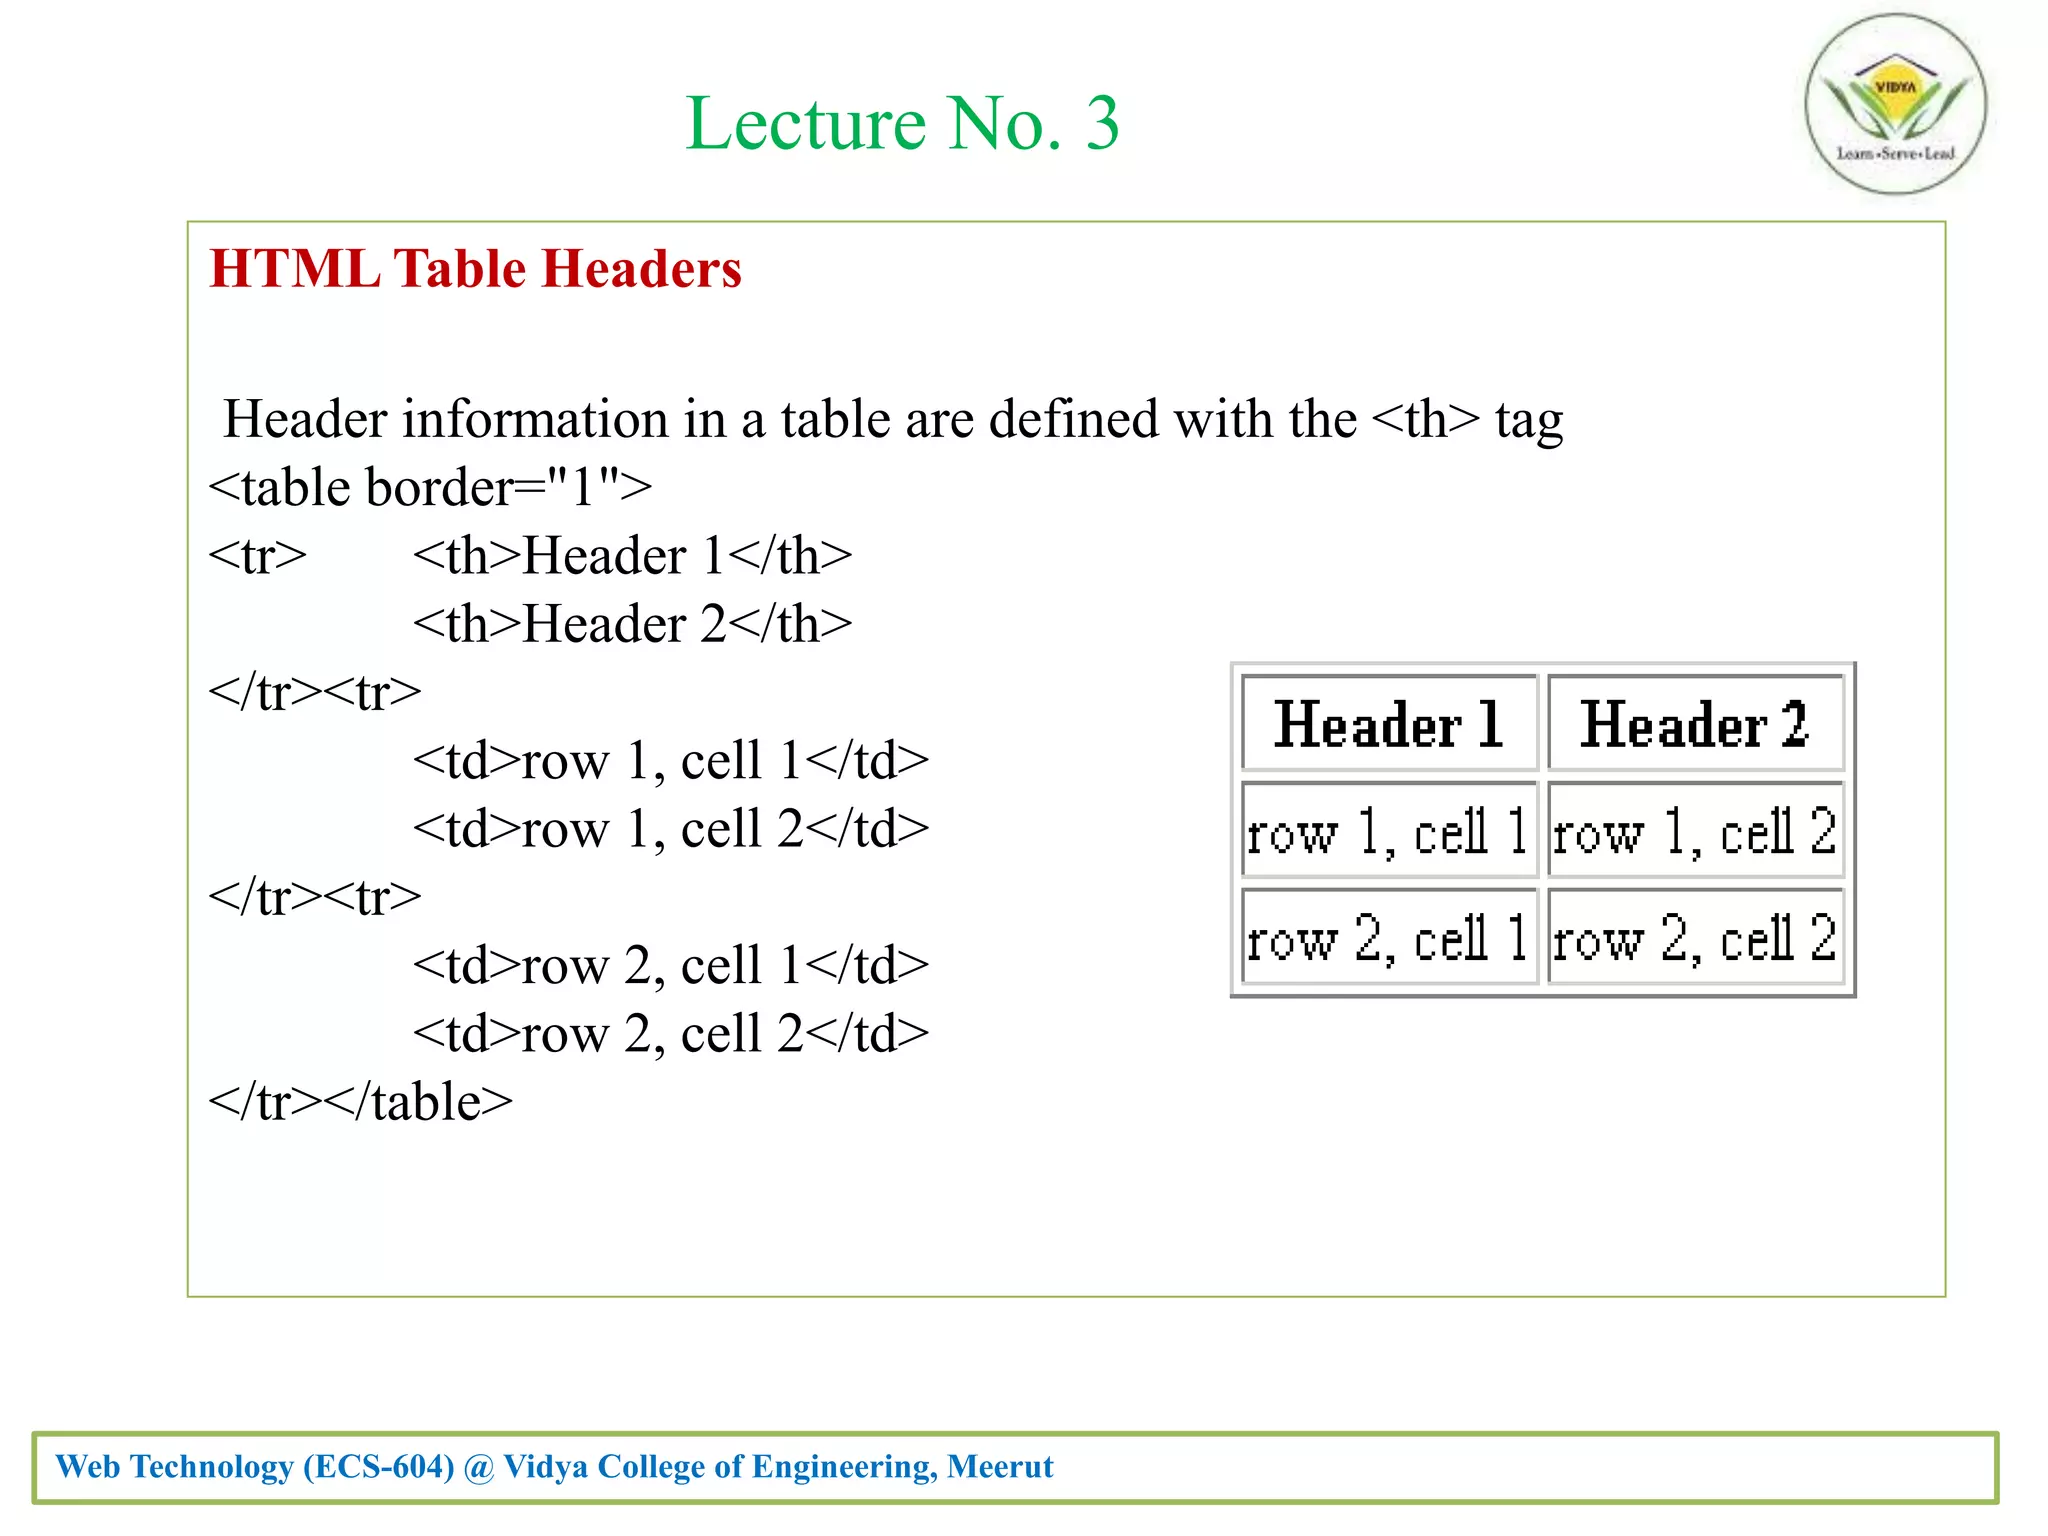 Lecture No. 3
VIDYA
Learn•Serve•Lead
HTML Table Headers
Header information in a table are defined with the <th> tag
<table border="1">
<tr> <th>Header 1</th>
<th>Header 2</th>
</tr><tr>
<td>row 1, cell 1</td>
<td>row 1, cell 2</td>
</tr><tr>
<td>row 2, cell 1</td>
<td>row 2, cell 2</td>
</tr></table>
Header 1 Header 2
row 1, cell 1 row 1, cell 2
row 2, cell 1 row 2, cell 2
Web Technology (ECS-604) @ Vidya College of Engineering, Meerut